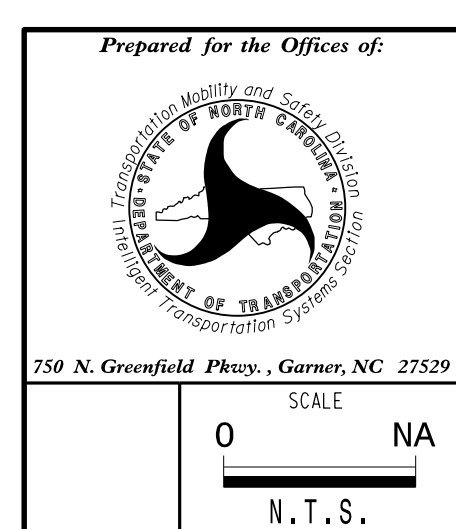 Prepared for the Offices of:
Transportation Mobility and Safety Division
STATE OF NORTH CAROLINA
DEPARTMENT OF TRANSPORTATION
Intelligent Transportation Systems Section
750 N. Greenfield Pkwy. , Garner, NC 27529
SCALE
0 NA
N.T.S.